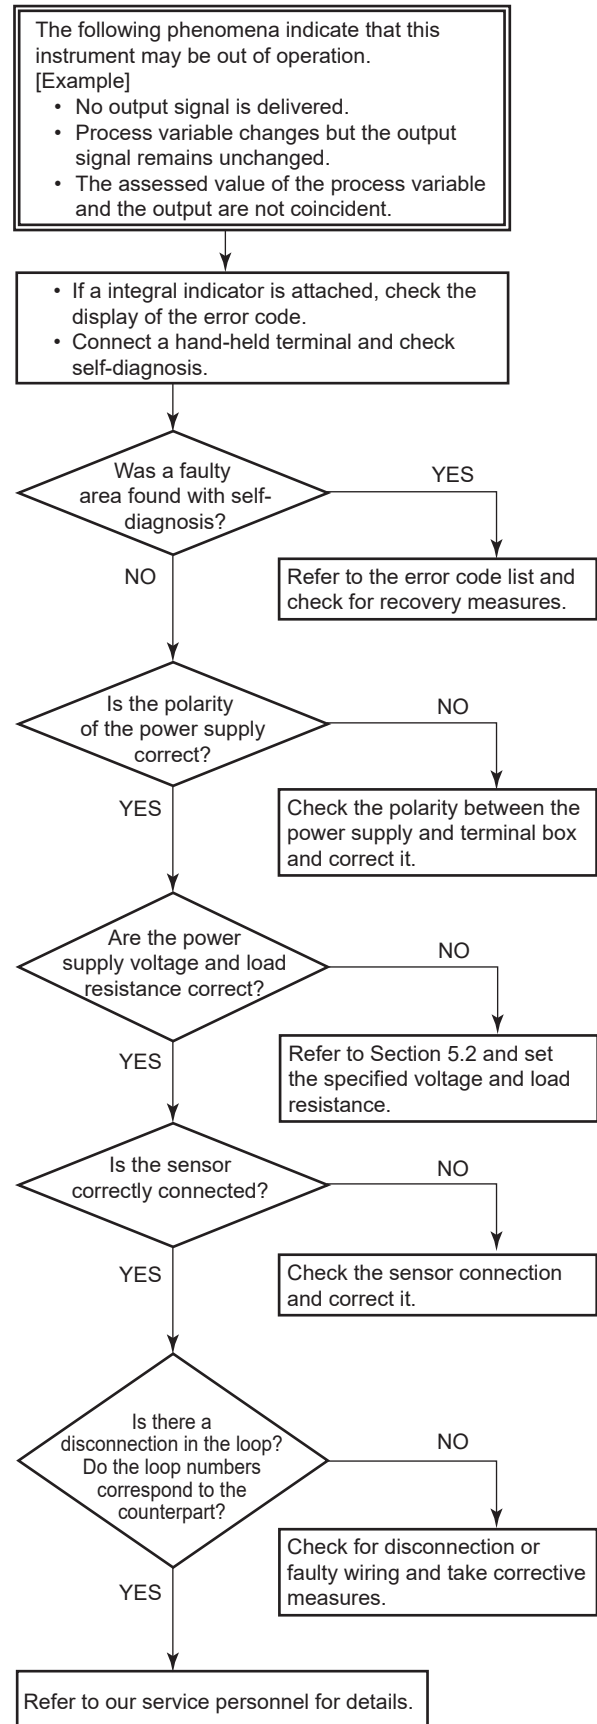 The following phenomena indicate that this
instrument may be out of operation.
[Example]
• No output signal is delivered.
• Process variable changes but the output
signal remains unchanged.
• The assessed value of the process variable
and the output are not coincident.
• If a integral indicator is attached, check the
display of the error code.
• Connect a hand-held terminal and check
self-diagnosis.
Was a faulty
area found with self-
diagnosis?
YES
NO
Refer to the error code list and
check for recovery measures.
Is the polarity
of the power supply
correct?
NO
YES
Check the polarity between the
power supply and terminal box
and correct it.
Are the power
supply voltage and load
resistance correct?
NO
YES
Refer to Section 5.2 and set
the specified voltage and load
resistance.
Is the sensor
correctly connected?
NO
YES
Check the sensor connection
and correct it.
Is there a
disconnection in the loop?
Do the loop numbers
correspond to the
counterpart?
NO
YES
Check for disconnection or
faulty wiring and take corrective
measures.
Refer to our service personnel for details.